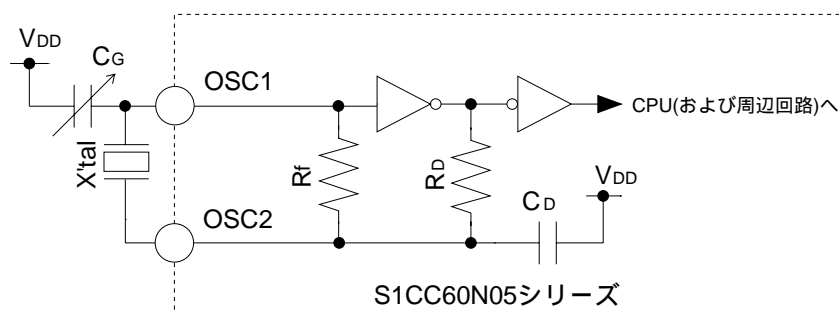 VDD
CG
OSC1
CPU(および周辺回路)へ
X'tal
Rf
RD
VDD
CD
OSC2
S1CC60N05シリーズ